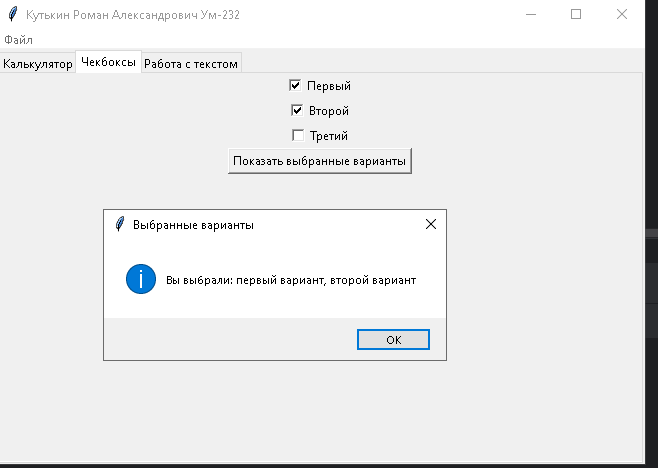 Кутькин Роман Александрович Ум-232
Файл
Калькулятор Чекбоксы Работа с текстом
Первый
Второй
Третий
Показать выбранные варианты
Выбранные варианты
Вы выбрали: первый вариант, второй вариант
ОК